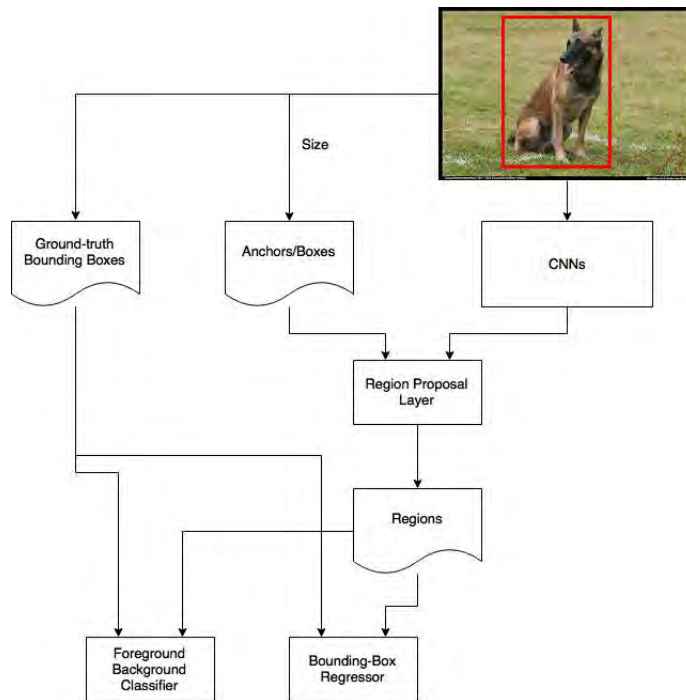 Size
Ground-truth
Bounding Boxes
Anchors/Boxes
CNNs
Region Proposal
Layer
Regions
Foreground
Background
Classifier
Bounding-Box
Regressor